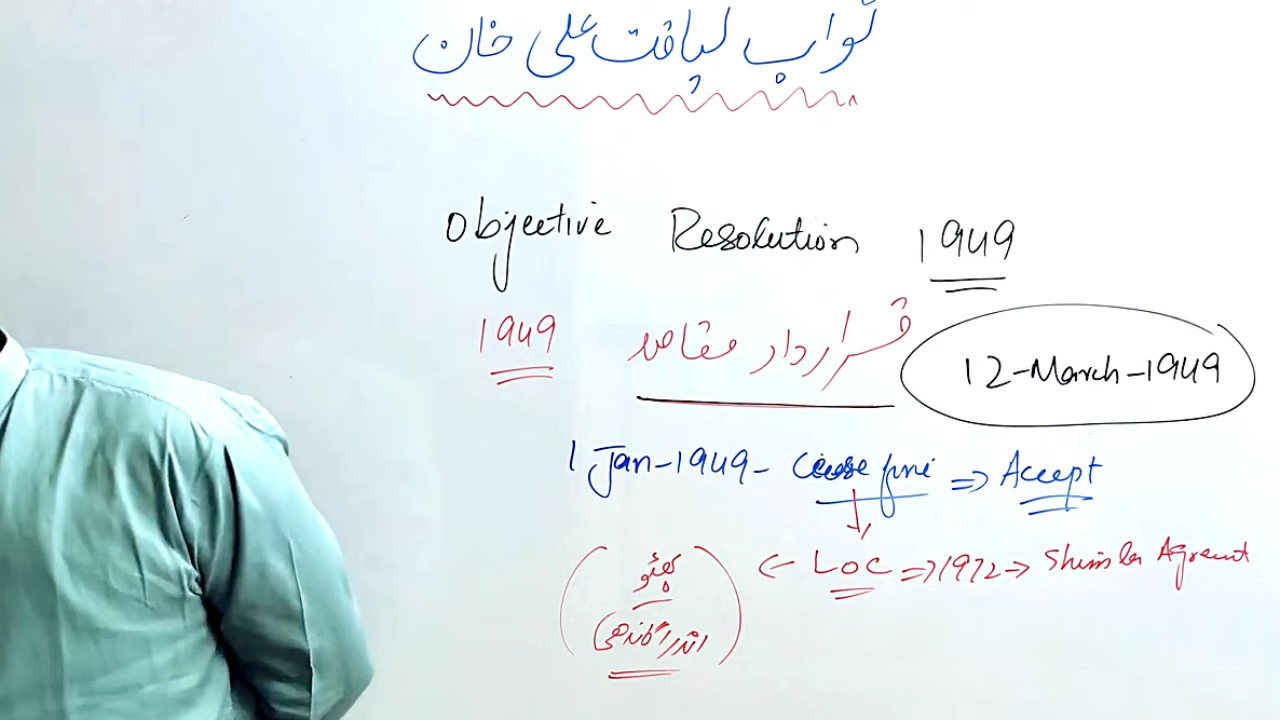 نواب لیاقت علی خان
Objective Resolution 1949
قرارداد مقاصد 1949
12-March-1949
1 Jan-1949- Cease fire => Accept
<- LOC => 1972 -> Shimla Agreement
بھٹو
اندرا گاندھی